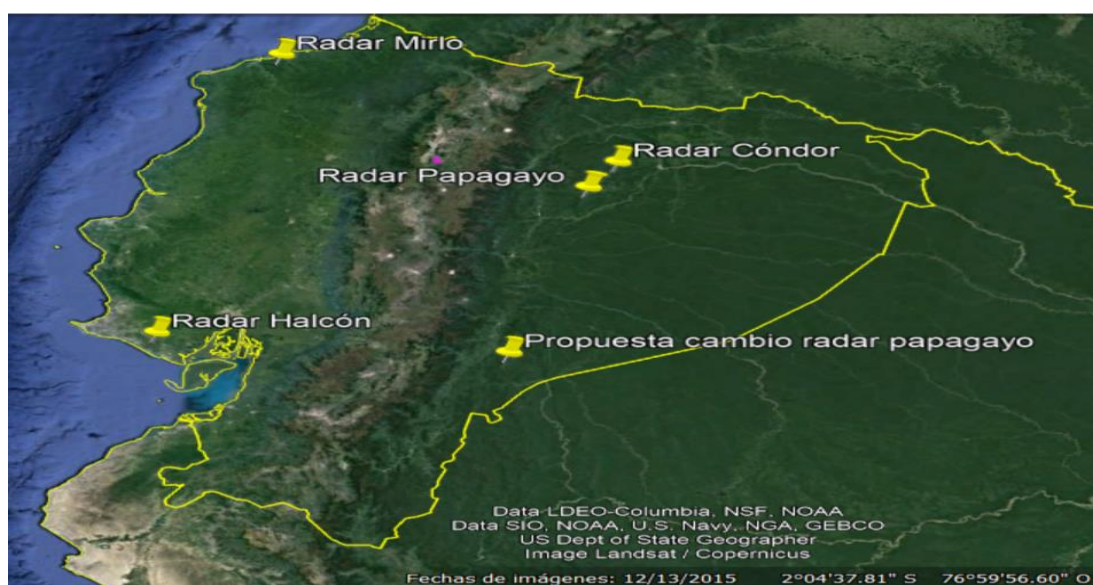 Radar Mirlo
Radar Cóndor
Radar Papagayo
Radar Halcón
Propuesta cambio radar papagayo
Data LDEO-Columbia, NSF, NOAA
Data SIO, NOAA, U.S. Navy, NGA, GEBCO
US Dept of State Geographer
Image Landsat / Copernicus
Fechas de imágenes: 12/13/2015 2°04'37.81" S 76°59'56.60" O